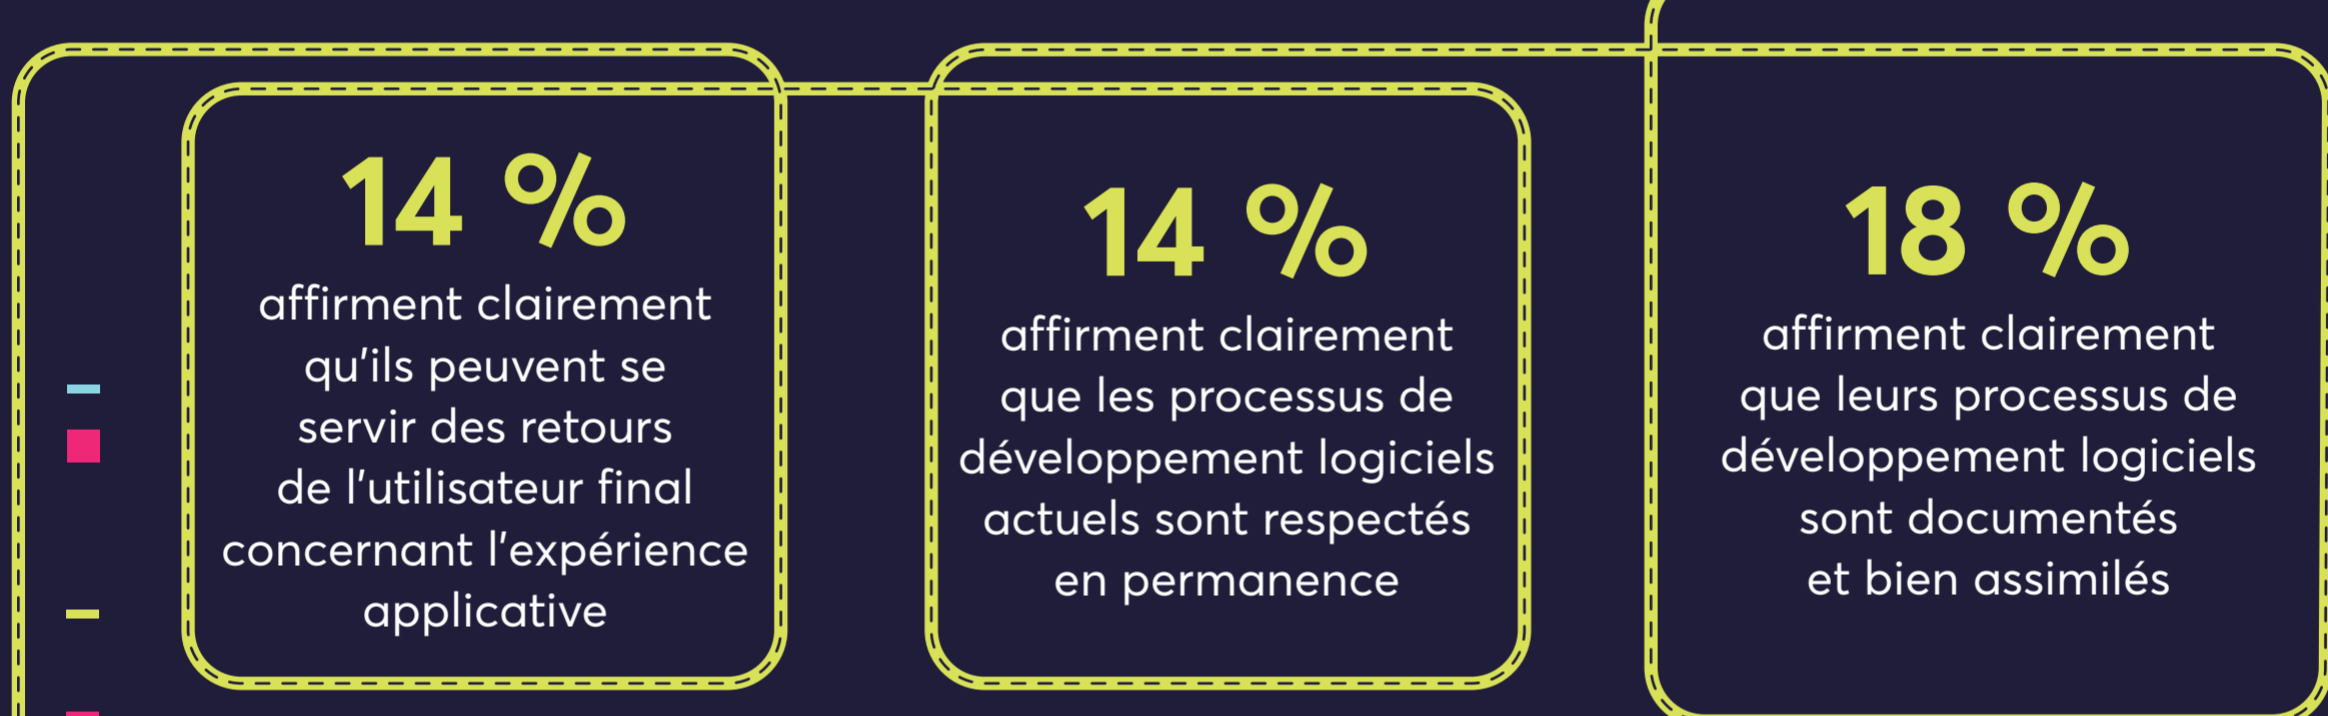 14 %
affirment clairement
qu'ils peuvent se
servir des retours
de l'utilisateur final
concernant l'expérience
applicative
14 %
affirment clairement
que les processus de
développement logiciels
actuels sont respectés
en permanence
18 %
affirment clairement
que leurs processus de
développement logiciels
sont documentés
et bien assimilés